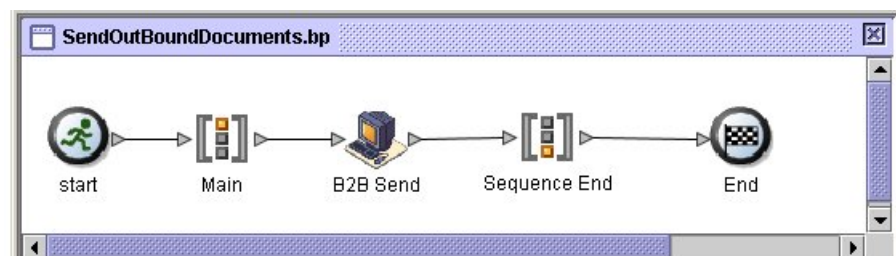 SendOutBoundDocuments.bp
start
Main
B2B Send
Sequence End
End